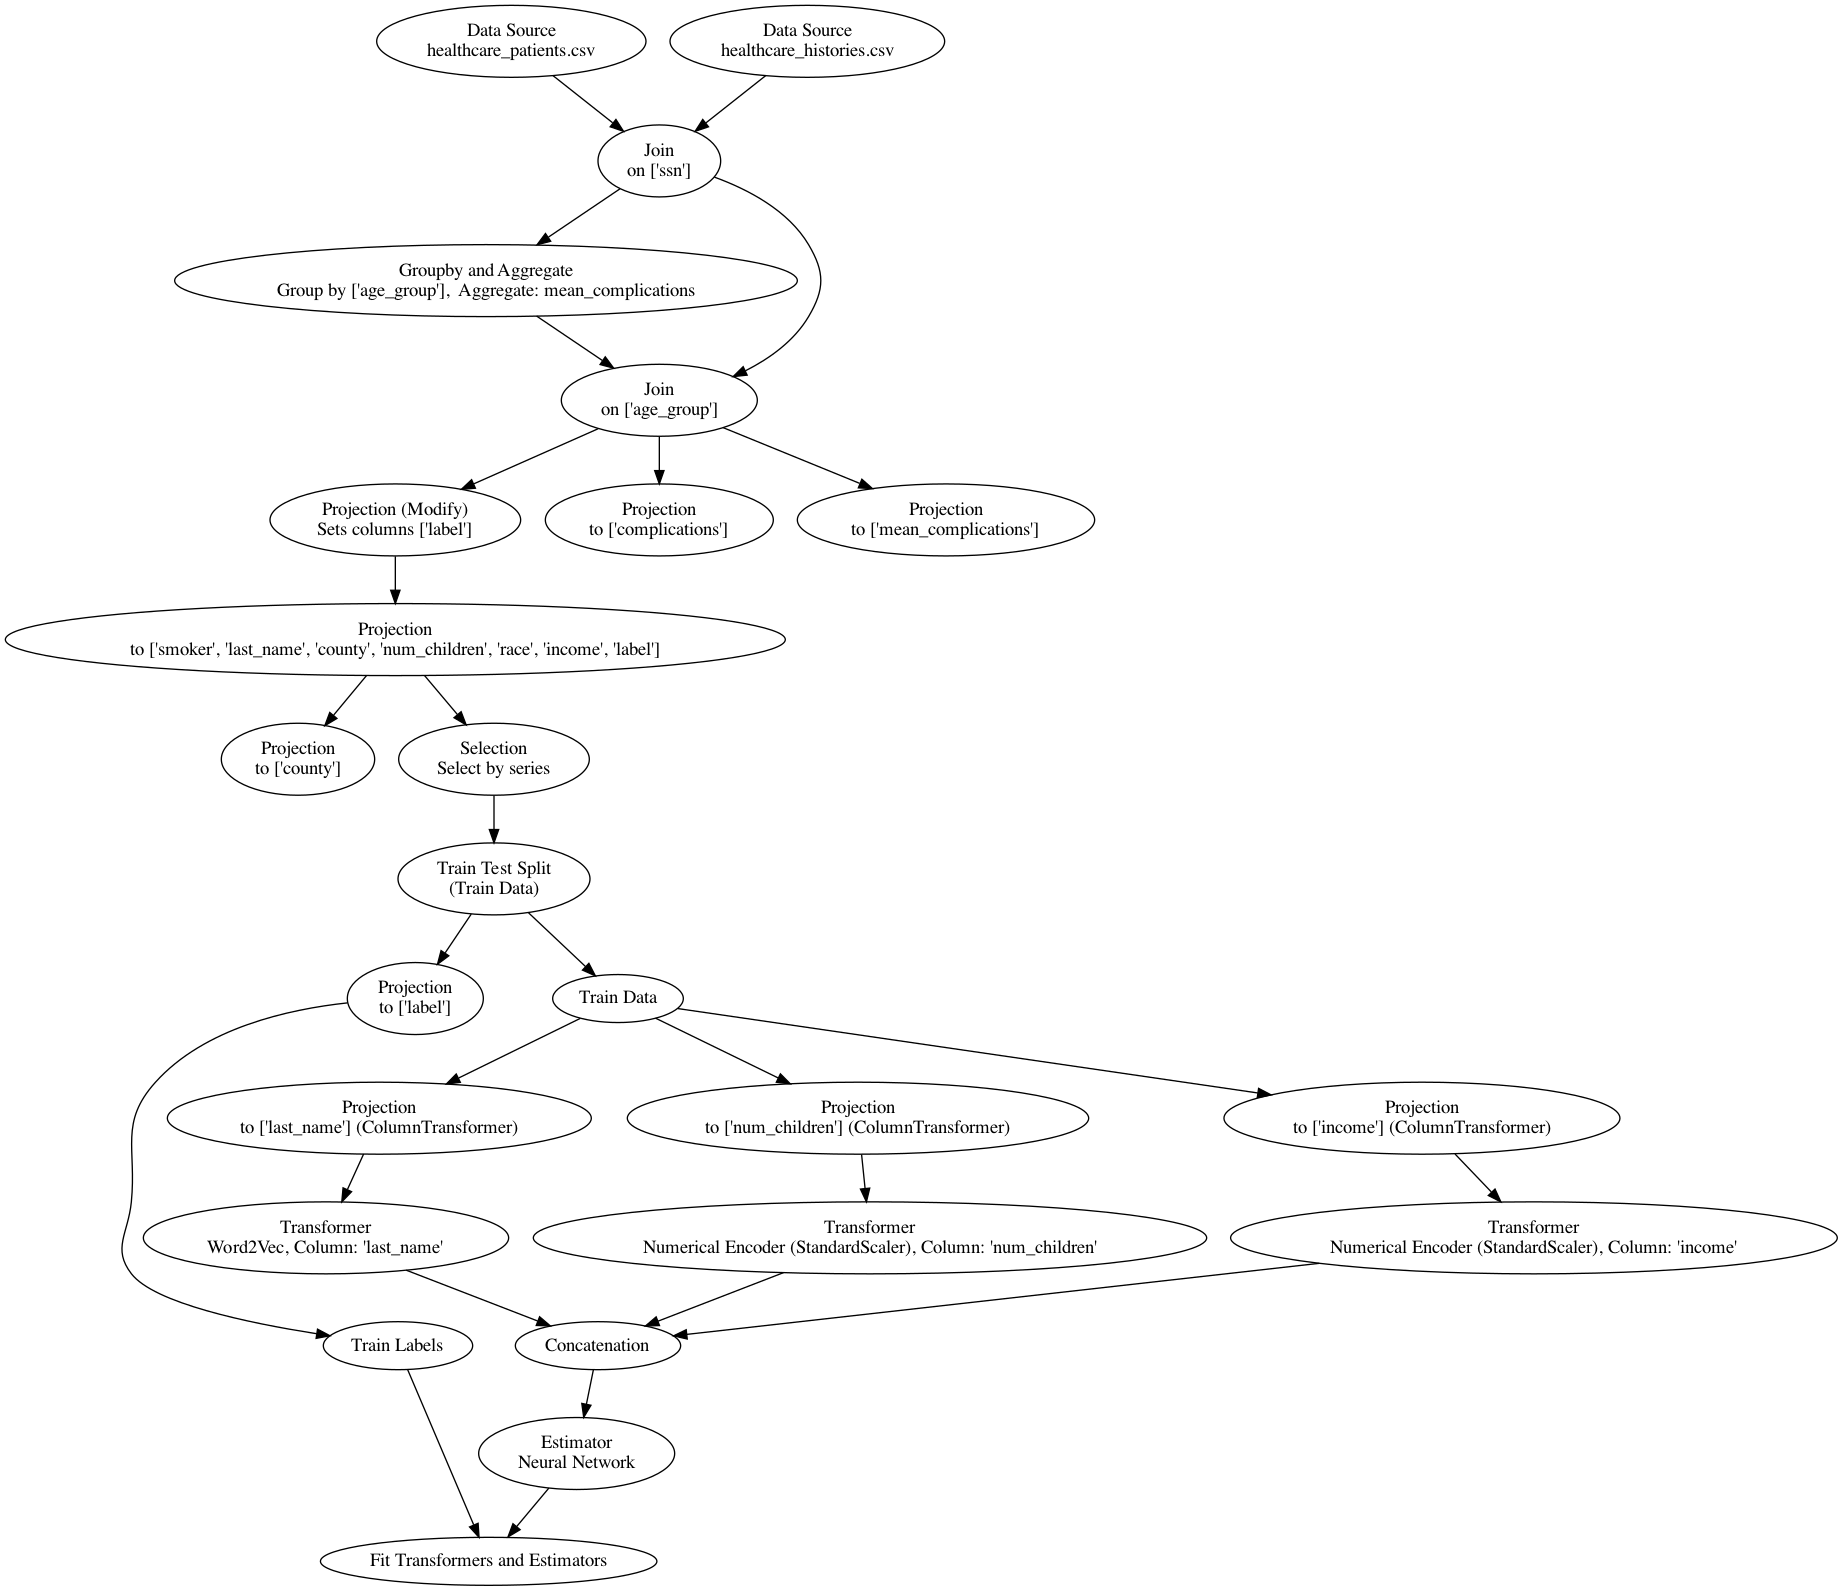 Data Source
healthcare_patients.csv
Data Source
healthcare_histories.csv
Join
on ['ssn']
Groupby and Aggregate
Group by ['age_group'],  Aggregate: mean_complications
Join
on ['age_group']
Projection (Modify)
Sets columns ['label']
Projection
to ['complications']
Projection
to ['mean_complications']
Projection
to ['smoker', 'last_name', 'county', 'num_children', 'race', 'income', 'label']
Projection
to ['county']
Selection
Select by series
Train Test Split
(Train Data)
Projection
to ['label']
Train Data
Projection
to ['last_name'] (ColumnTransformer)
Projection
to ['num_children'] (ColumnTransformer)
Projection
to ['income'] (ColumnTransformer)
Transformer
Word2Vec, Column: 'last_name'
Transformer
Numerical Encoder (StandardScaler), Column: 'num_children'
Transformer
Numerical Encoder (StandardScaler), Column: 'income'
Train Labels
Concatenation
Estimator
Neural Network
Fit Transformers and Estimators